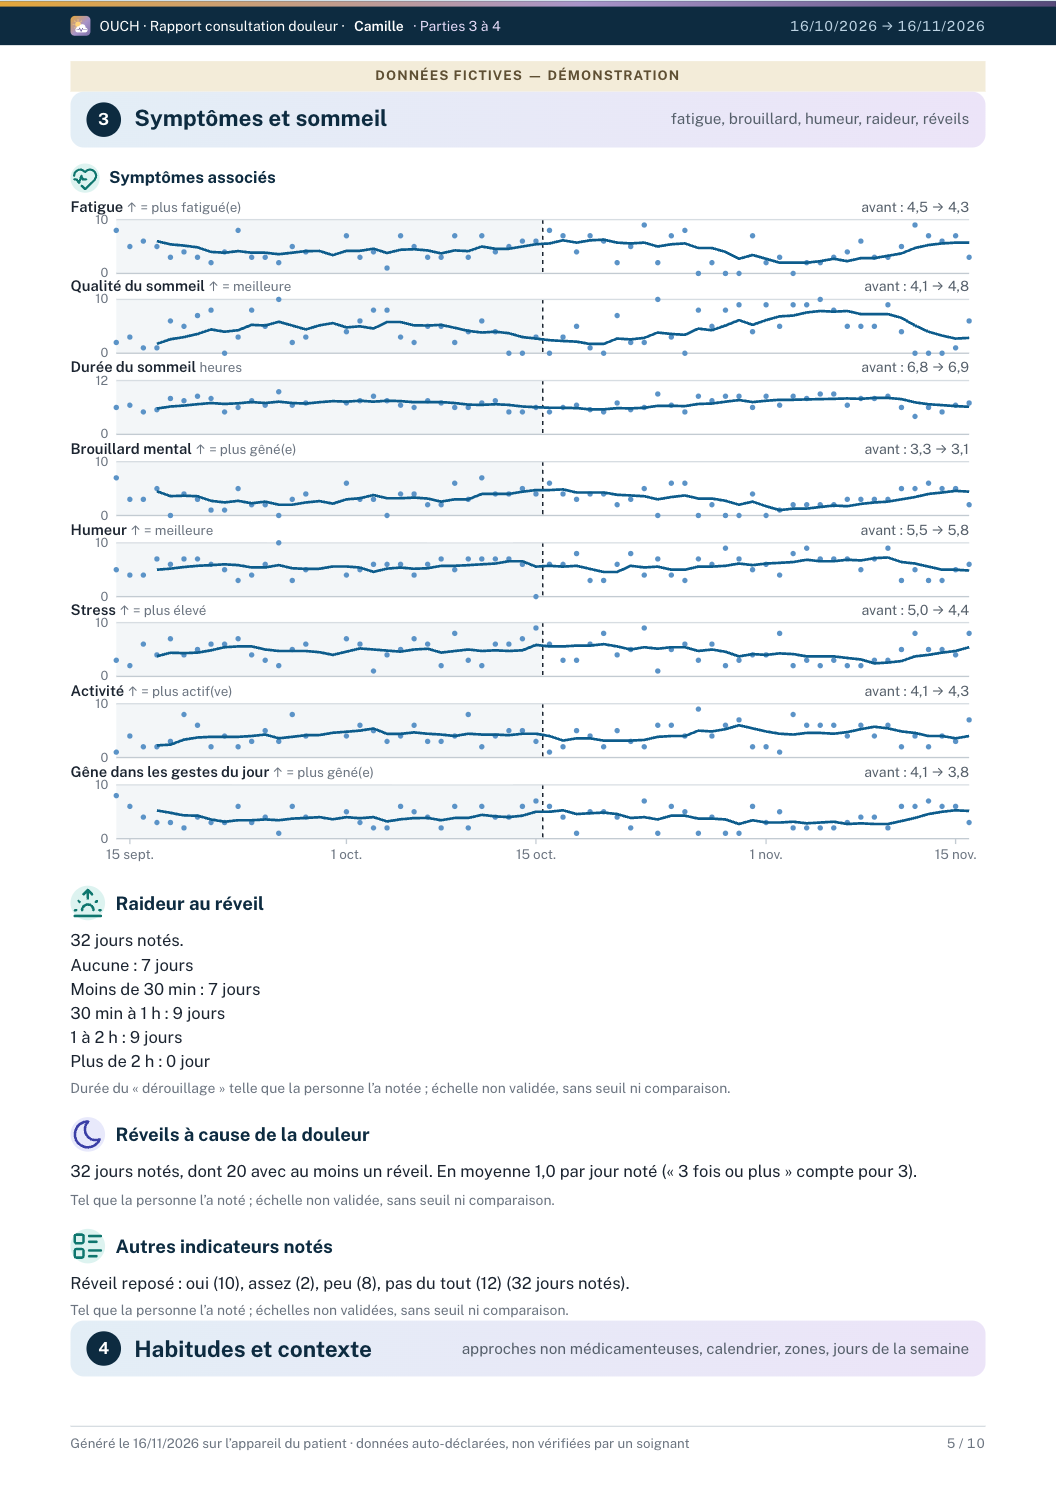 OUCH · Rapport consultation douleur · Camille · Parties 3 à 4
16/10/2026 → 16/11/2026
DONNÉES FICTIVES — DÉMONSTRATION
3 Symptômes et sommeil
fatigue, brouillard, humeur, raideur, réveils
Symptômes associés
Fatigue ↑ = plus fatigué(e)
avant : 4,5 → 4,3
10
0
Qualité du sommeil ↑ = meilleure
avant : 4,1 → 4,8
10
0
Durée du sommeil heures
avant : 6,8 → 6,9
12
0
Brouillard mental ↑ = plus gêné(e)
avant : 3,3 → 3,1
10
0
Humeur ↑ = meilleure
avant : 5,5 → 5,8
10
0
Stress ↑ = plus élevé
avant : 5,0 → 4,4
10
0
Activité ↑ = plus actif(ve)
avant : 4,1 → 4,3
10
0
Gêne dans les gestes du jour ↑ = plus gêné(e)
avant : 4,1 → 3,8
10
0
15 sept. 1 oct. 15 oct. 1 nov. 15 nov.
Raideur au réveil
32 jours notés.
Aucune : 7 jours
Moins de 30 min : 7 jours
30 min à 1 h : 9 jours
1 à 2 h : 9 jours
Plus de 2 h : 0 jour
Durée du « dérouillage » telle que la personne l'a notée ; échelle non validée, sans seuil ni comparaison.
Réveils à cause de la douleur
32 jours notés, dont 20 avec au moins un réveil. En moyenne 1,0 par jour noté (« 3 fois ou plus » compte pour 3).
Tel que la personne l'a noté ; échelle non validée, sans seuil ni comparaison.
Autres indicateurs notés
Réveil reposé : oui (10), assez (2), peu (8), pas du tout (12) (32 jours notés).
Tel que la personne l'a noté ; échelles non validées, sans seuil ni comparaison.
4 Habitudes et contexte
approches non médicamenteuses, calendrier, zones, jours de la semaine
Généré le 16/11/2026 sur l'appareil du patient · données auto-déclarées, non vérifiées par un soignant
5 / 10